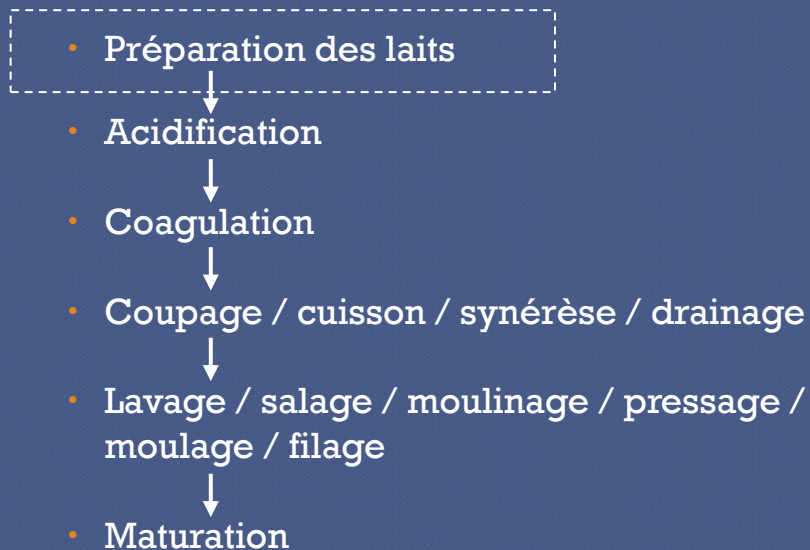 • Préparation des laits
• Acidification
• Coagulation
• Coupage / cuisson / synérèse / drainage
• Lavage / salage / moulinage / pressage /
moulage / filage
• Maturation